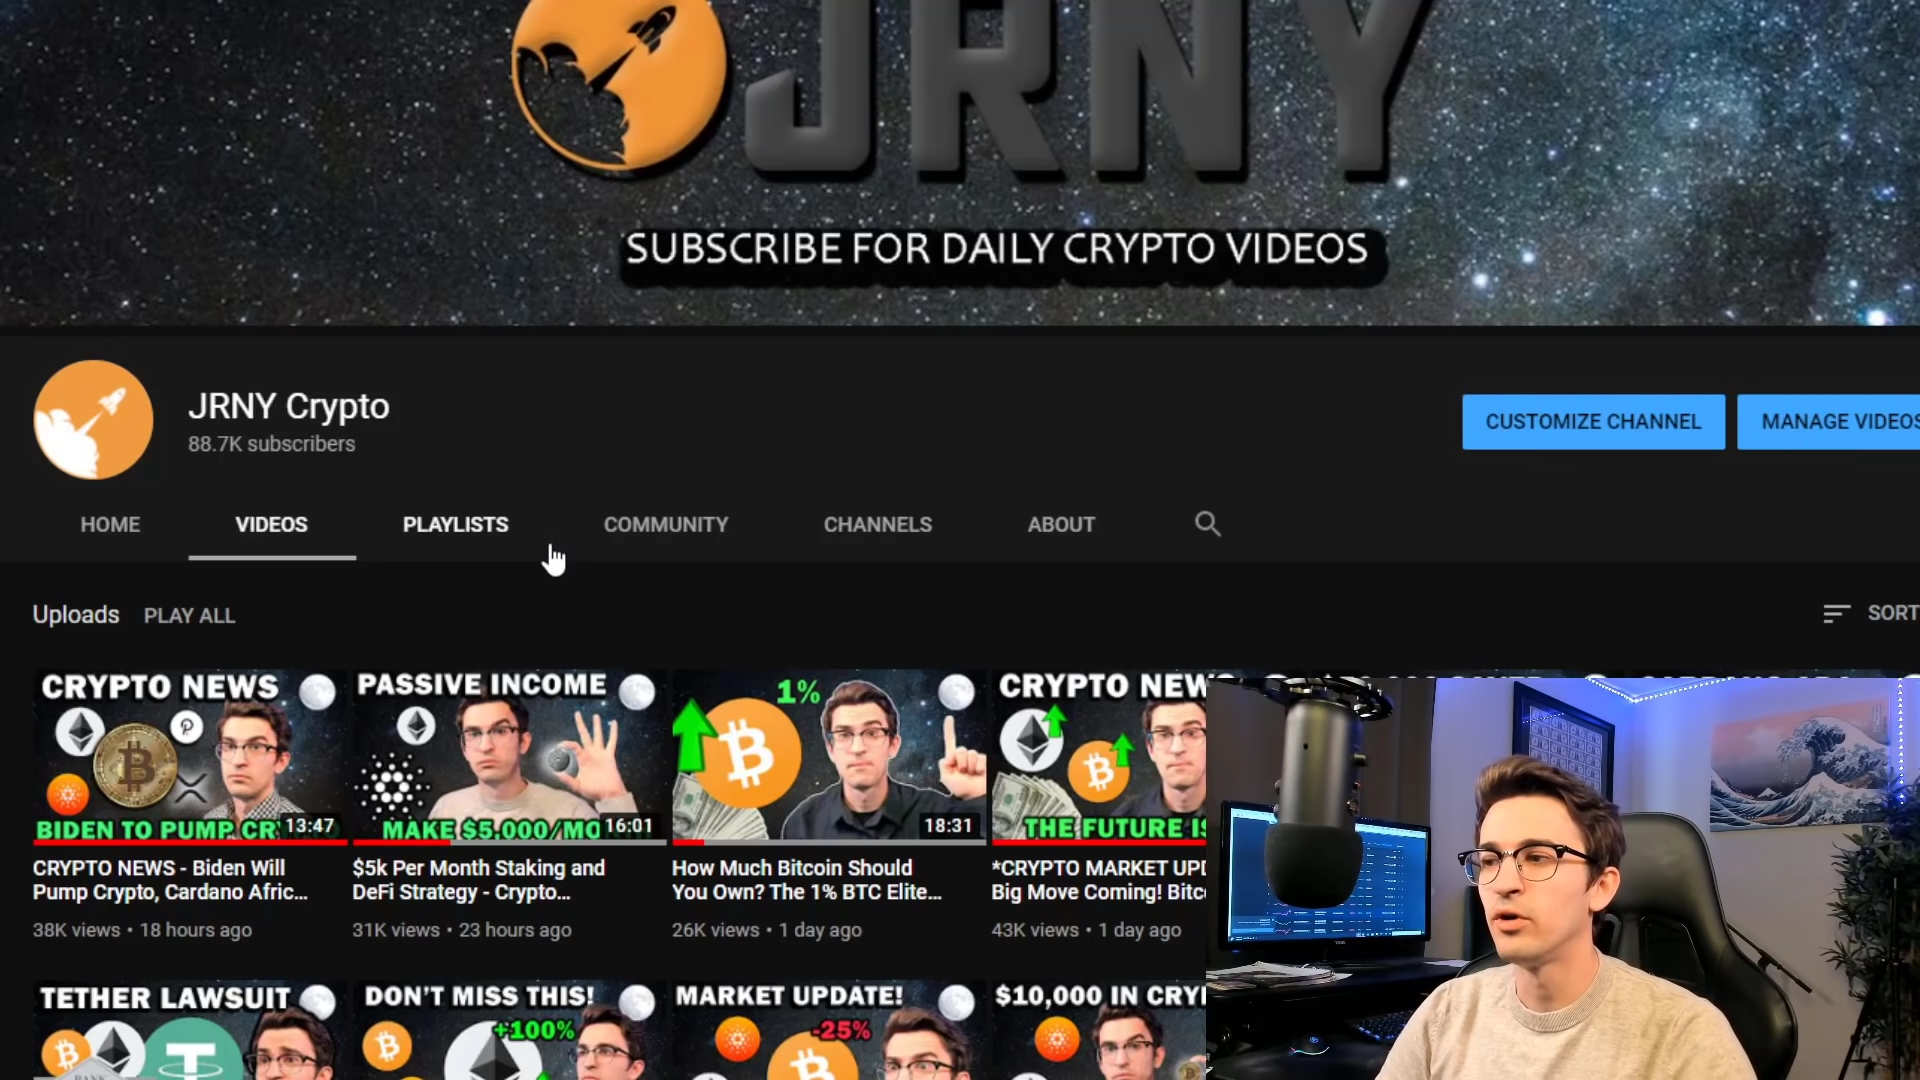 JRNY
SUBSCRIBE FOR DAILY CRYPTO VIDEOS
JRNY Crypto
88.7K subscribers
CUSTOMIZE CHANNEL
MANAGE VIDEOS
HOME
VIDEOS
PLAYLISTS
COMMUNITY
CHANNELS
ABOUT
Uploads
PLAY ALL
SORT
CRYPTO NEWS
BIDEN TO PUMP CR
13:47
CRYPTO NEWS - Biden Will
Pump Crypto, Cardano Afric...
38K views • 18 hours ago
PASSIVE INCOME
MAKE $5,000/MO
16:01
$5k Per Month Staking and
DeFi Strategy - Crypto...
31K views • 23 hours ago
1%
18:31
How Much Bitcoin Should
You Own? The 1% BTC Elite...
26K views • 1 day ago
CRYPTO NEW
THE FUTURE IS
*CRYPTO MARKET UPD
Big Move Coming! Bitc
43K views • 1 day ago
TETHER LAWSUIT
BANK
DON'T MISS THIS!
+100%
MARKET UPDATE!
-25%
$10,000 IN CRY